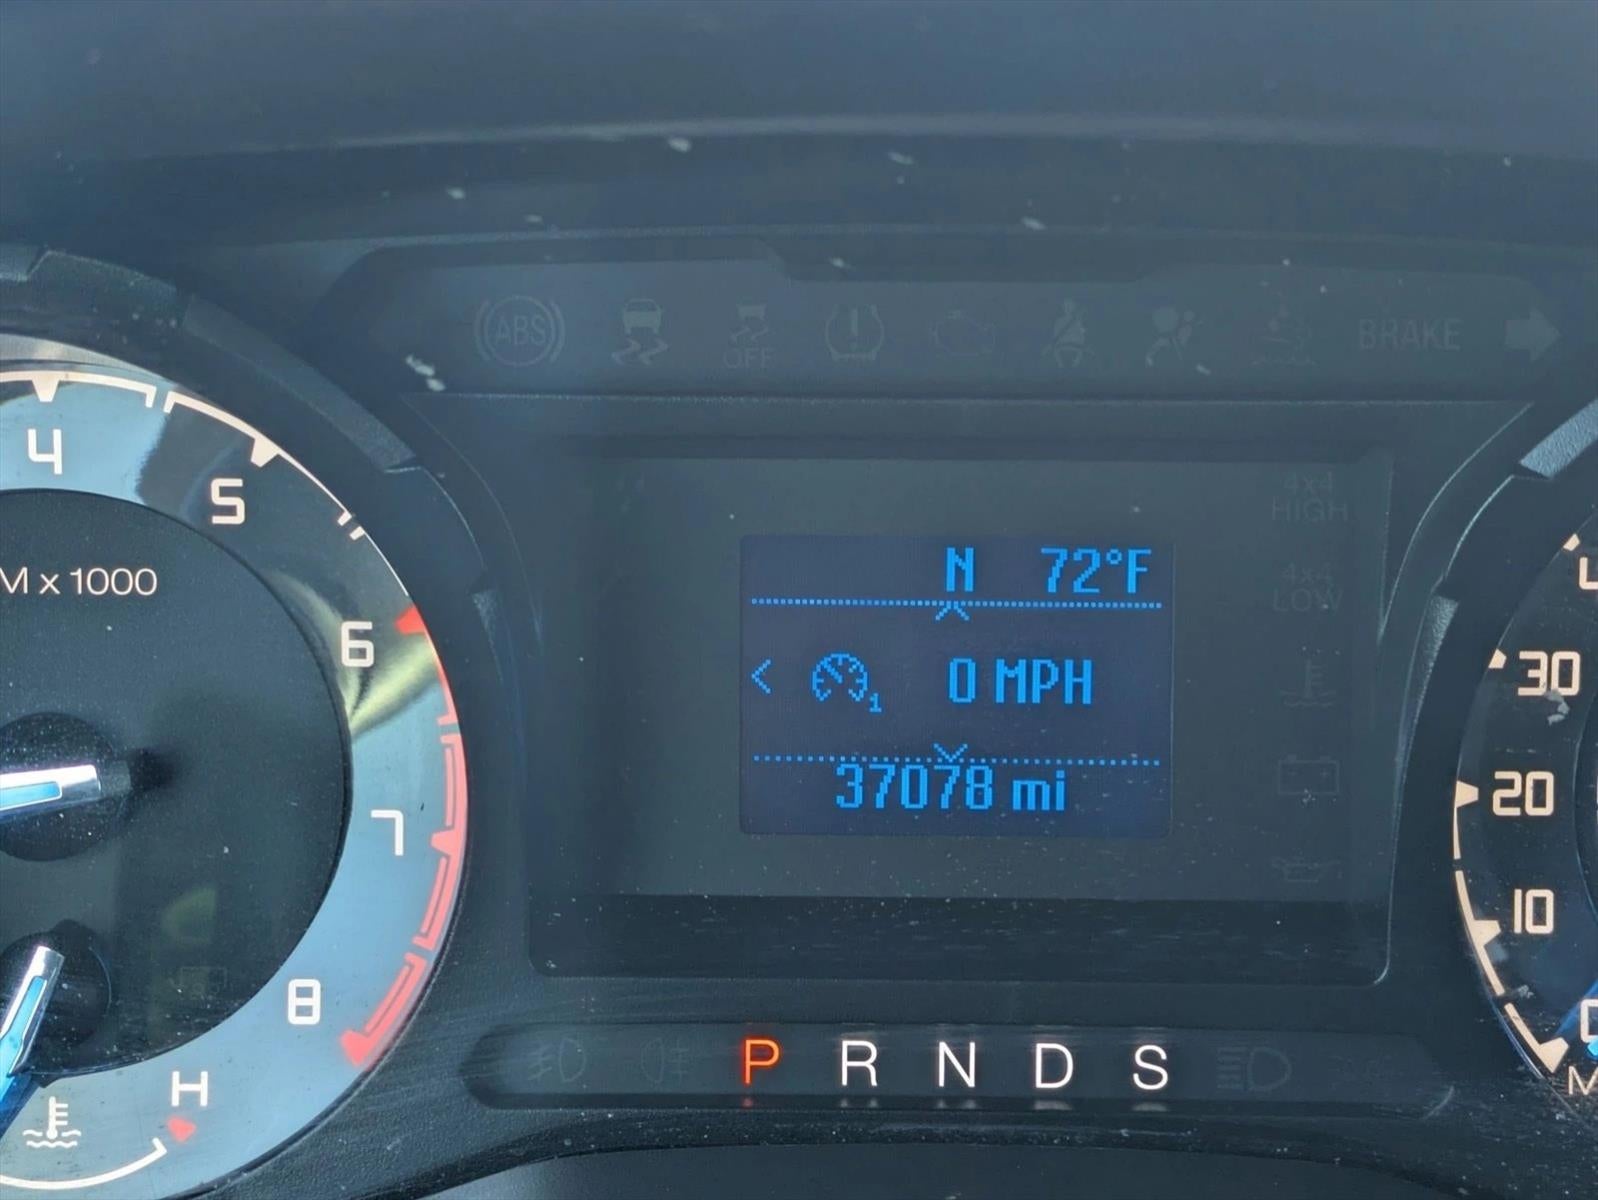 ABS
OFF
BRAKE
4
5
M x 1000
6
7
8
H
4x4
HIGH
4x4
LOW
N 72°F
< 1 0 MPH
37078 mi
30
20
10
P R N D S